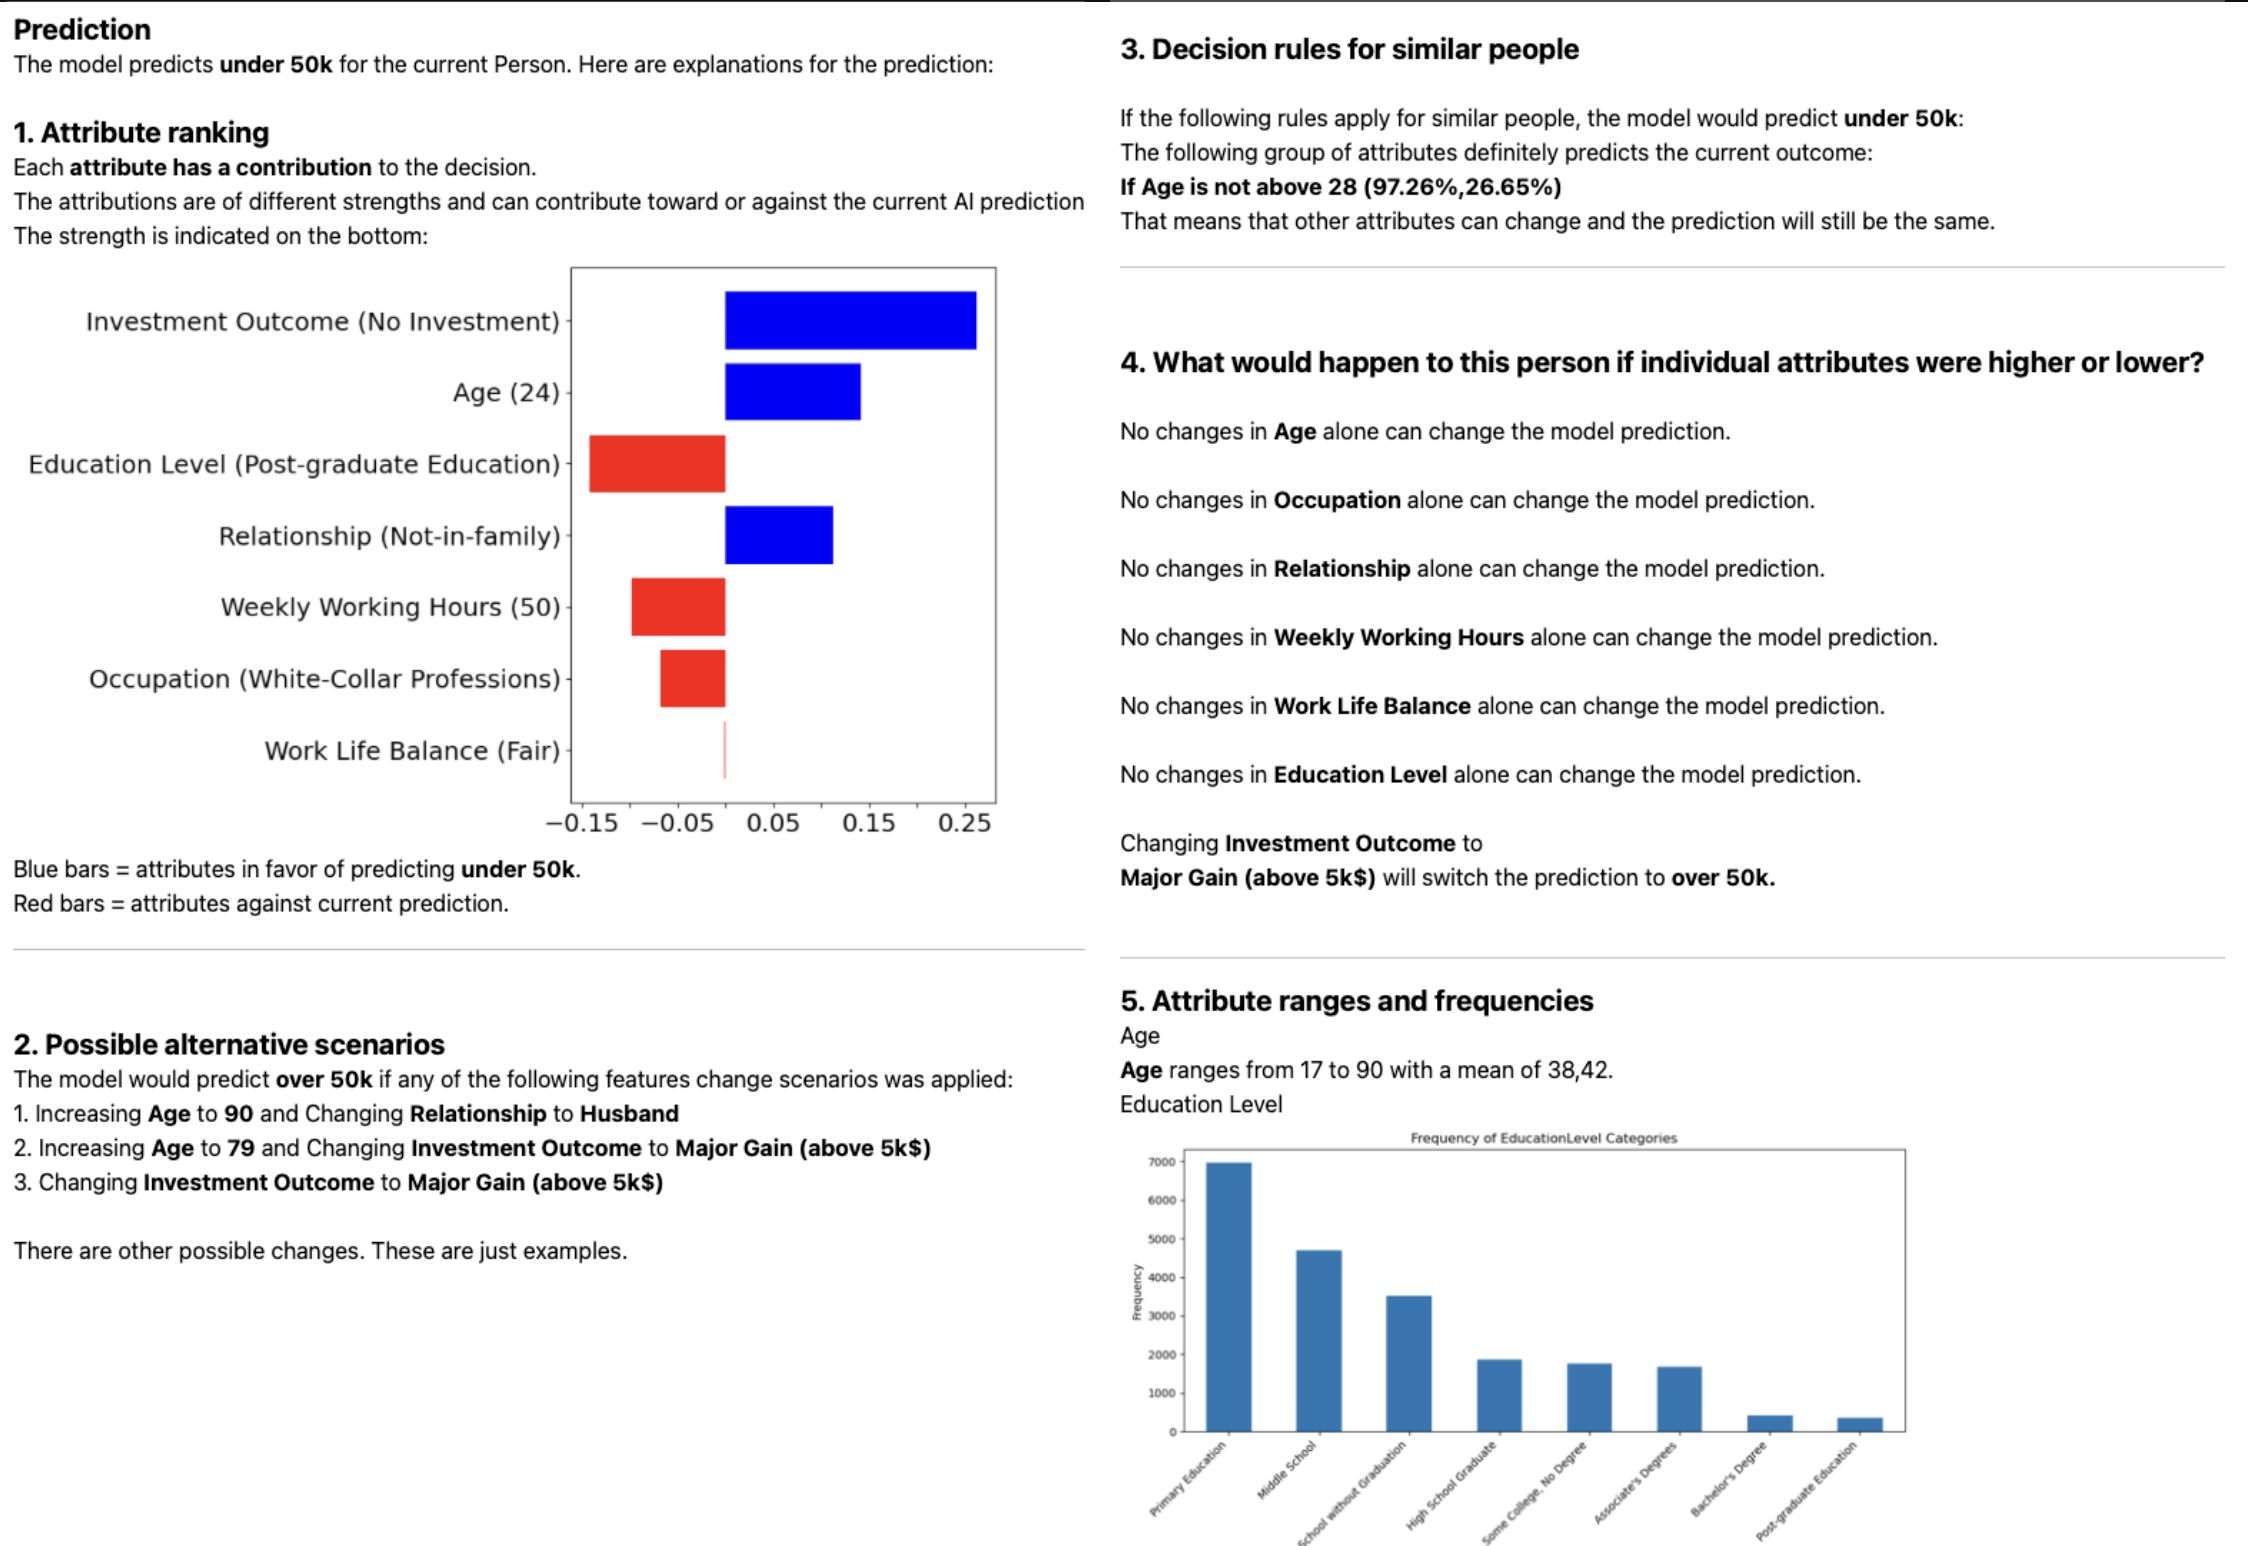 Prediction
The model predicts under 50k for the current Person. Here are explanations for the prediction:
1. Attribute ranking
Each attribute has a contribution to the decision.
The attributions are of different strengths and can contribute toward or against the current AI prediction
The strength is indicated on the bottom:
Investment Outcome (No Investment)
Age (24)
Education Level (Post-graduate Education)
Relationship (Not-in-family)
Weekly Working Hours (50)
Occupation (White-Collar Professions)
Work Life Balance (Fair)
−0.15 −0.05 0.05 0.15 0.25
Blue bars = attributes in favor of predicting under 50k.
Red bars = attributes against current prediction.
2. Possible alternative scenarios
The model would predict over 50k if any of the following features change scenarios was applied:
1. Increasing Age to 90 and Changing Relationship to Husband
2. Increasing Age to 79 and Changing Investment Outcome to Major Gain (above 5k$)
3. Changing Investment Outcome to Major Gain (above 5k$)
There are other possible changes. These are just examples.
3. Decision rules for similar people
If the following rules apply for similar people, the model would predict under 50k:
The following group of attributes definitely predicts the current outcome:
If Age is not above 28 (97.26%,26.65%)
That means that other attributes can change and the prediction will still be the same.
4. What would happen to this person if individual attributes were higher or lower?
No changes in Age alone can change the model prediction.
No changes in Occupation alone can change the model prediction.
No changes in Relationship alone can change the model prediction.
No changes in Weekly Working Hours alone can change the model prediction.
No changes in Work Life Balance alone can change the model prediction.
No changes in Education Level alone can change the model prediction.
Changing Investment Outcome to
Major Gain (above 5k$) will switch the prediction to over 50k.
5. Attribute ranges and frequencies
Age
Age ranges from 17 to 90 with a mean of 38,42.
Education Level
Frequency of EducationLevel Categories
Frequency
7000
6000
5000
4000
3000
2000
1000
0
Primary Education
Middle School
School without Graduation
High School Graduate
Some College, No Degree
Associate's Degrees
Bachelor's Degree
Post-graduate Education